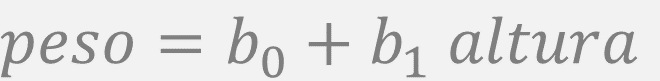 peso = b₀ + b₁ altura